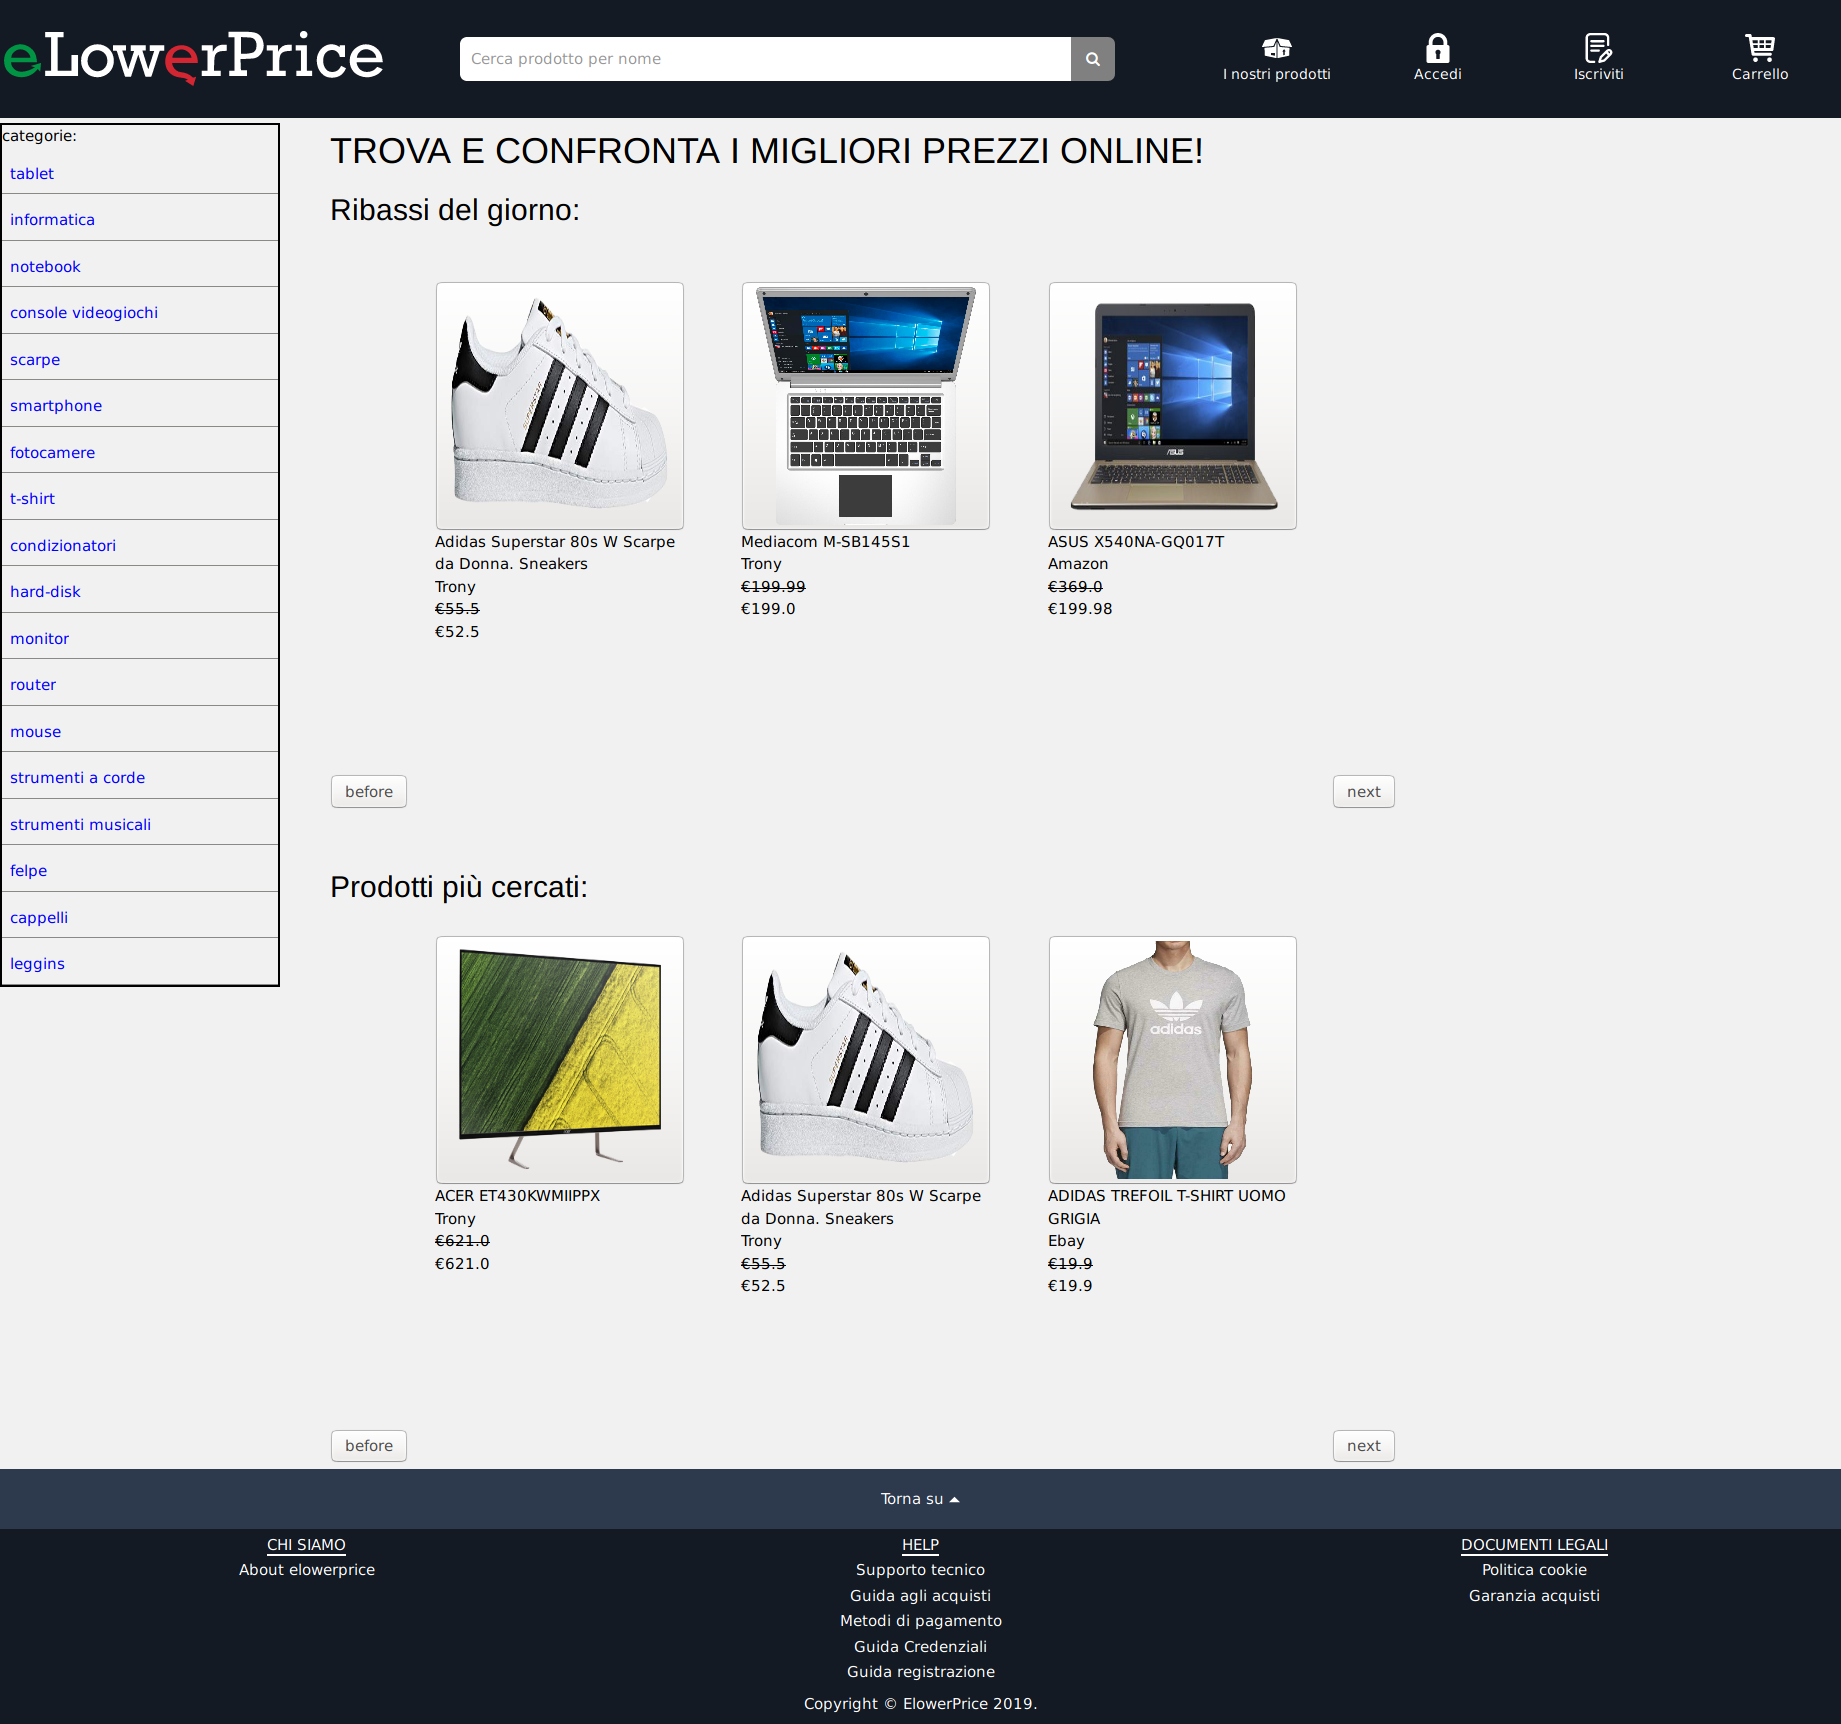 eLowerPrice
Cerca prodotto per nome
I nostri prodotti
Accedi
Iscriviti
Carrello
categorie:
tablet
informatica
notebook
console videogiochi
scarpe
smartphone
fotocamere
t-shirt
condizionatori
hard-disk
monitor
router
mouse
strumenti a corde
strumenti musicali
felpe
cappelli
leggins
TROVA E CONFRONTA I MIGLIORI PREZZI ONLINE!
Ribassi del giorno:
SUPERSTAR
ASUS
Adidas Superstar 80s W Scarpe
da Donna. Sneakers
Trony
€55.5
€52.5
Mediacom M-SB145S1
Trony
€199.99
€199.0
ASUS X540NA-GQ017T
Amazon
€369.0
€199.98
before
next
Prodotti più cercati:
SUPERSTAR
adidas
ACER ET430KWMIIPPX
Trony
€621.0
€621.0
Adidas Superstar 80s W Scarpe
da Donna. Sneakers
Trony
€55.5
€52.5
ADIDAS TREFOIL T-SHIRT UOMO
GRIGIA
Ebay
€19.9
€19.9
before
next
Torna su
CHI SIAMO
About elowerprice
HELP
Supporto tecnico
Guida agli acquisti
Metodi di pagamento
Guida Credenziali
Guida registrazione
DOCUMENTI LEGALI
Politica cookie
Garanzia acquisti
Copyright © ElowerPrice 2019.